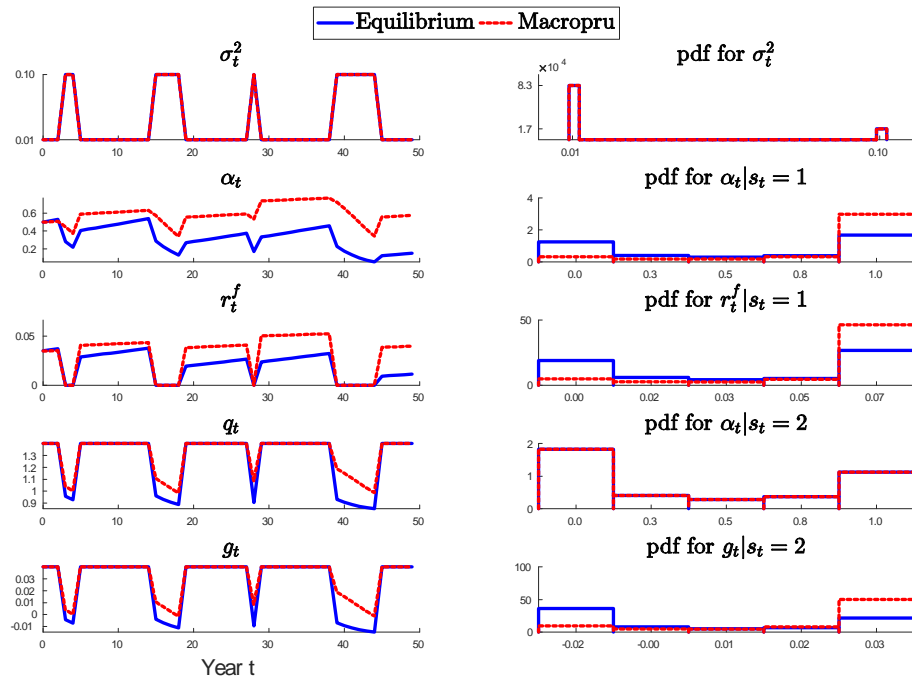 Equilibrium Macropru
σ_t^2
0.10
0.01
0 10 20 30 40 50
α_t
0.6
0.4
0.2
0 10 20 30 40 50
r_t^f
0.05
0
0 10 20 30 40 50
q_t
1.3
1.2
1.1
1
0.9
0 10 20 30 40 50
g_t
0.03
0.02
0.01
0
-0.01
0 10 20 30 40 50
Year t
pdf for σ_t^2
×10^4
8.3
1.7
0.01 0.10
pdf for α_t|s_t = 1
4
2
0
0.0 0.3 0.5 0.8 1.0
pdf for r_t^f|s_t = 1
50
0
0.00 0.02 0.03 0.05 0.07
pdf for α_t|s_t = 2
2
1
0
0.0 0.3 0.5 0.8 1.0
pdf for g_t|s_t = 2
100
50
0
-0.02 -0.00 0.01 0.02 0.03